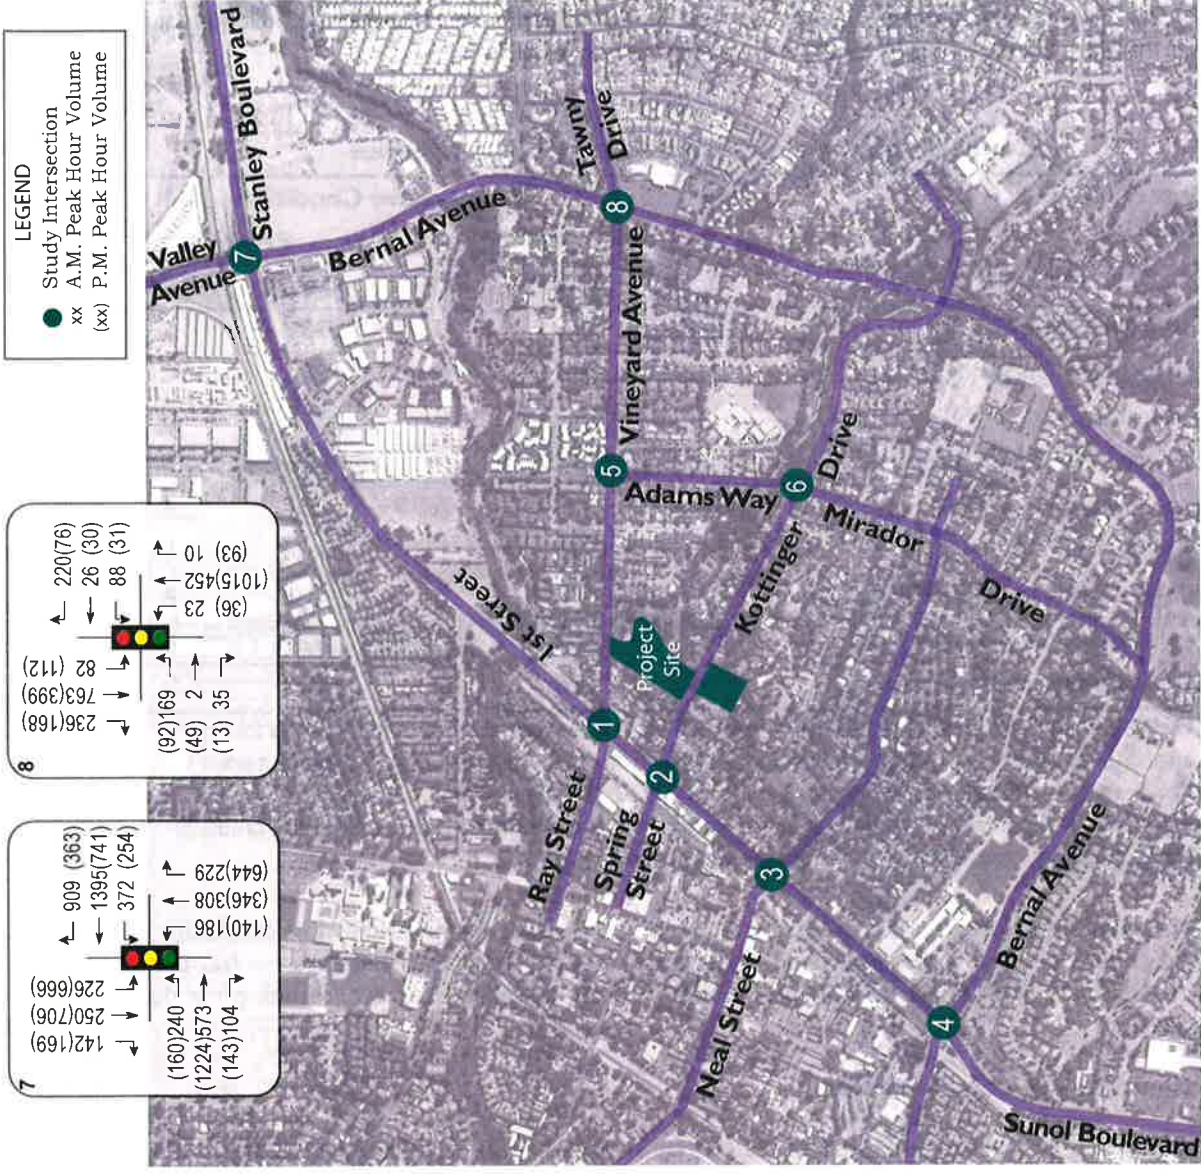 LEGEND
Study Intersection
xx A.M. Peak Hour Volume
(xx) P.M. Peak Hour Volume
7
142(169)
250(706)
226(666)
909 (363)
1395(741)
372 (254)
(160)240
(1224)573
(143)104
(140)186
(346)308
(644)229
8
236(168)
763(399)
82 (112)
220(76)
26 (30)
88 (31)
(92)169
(49) 2
(13) 35
(36) 23
(1015)452
(93) 10
Valley
Avenue
7
Stanley Boulevard
Bernal Avenue
Tawny
Drive
8
Vineyard Avenue
1st Street
5
Adams Way
6
Kottinger
Drive
Mirador
Drive
Project
Site
1
Ray Street
2
Spring
Street
3
Neal Street
4
Bernal Avenue
Sunol Boulevard